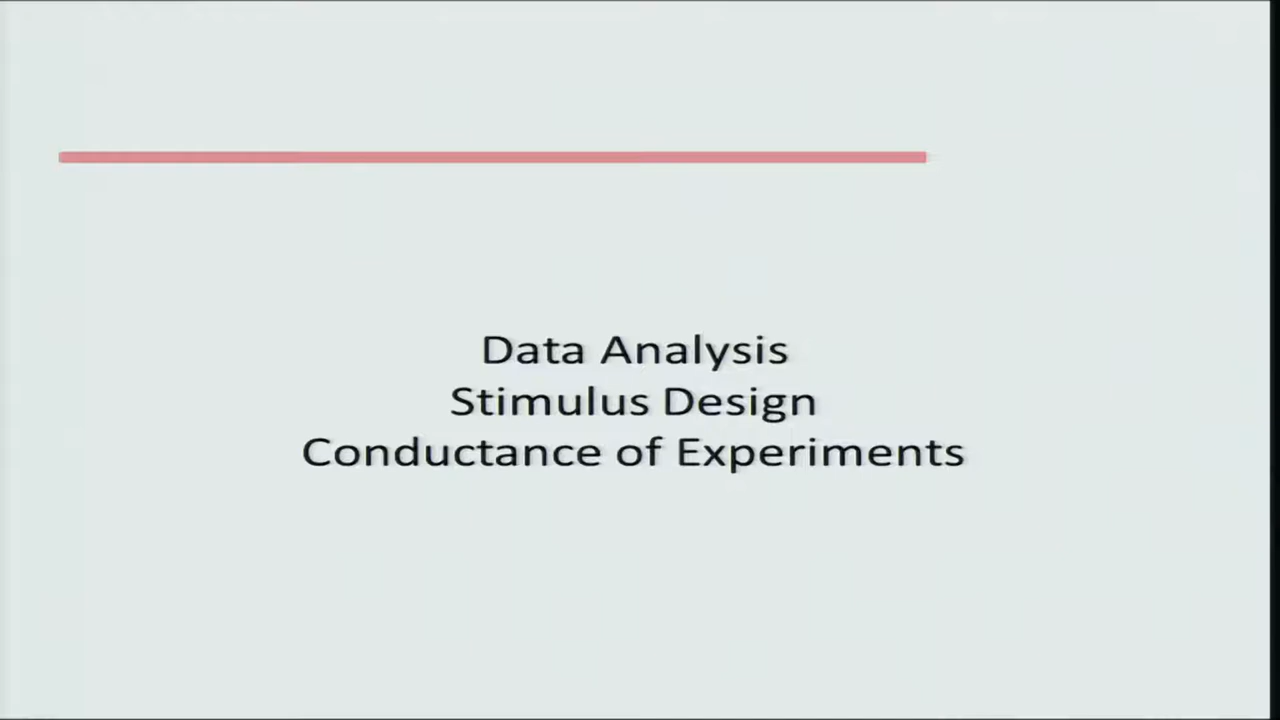 Data Analysis
Stimulus Design
Conductance of Experiments